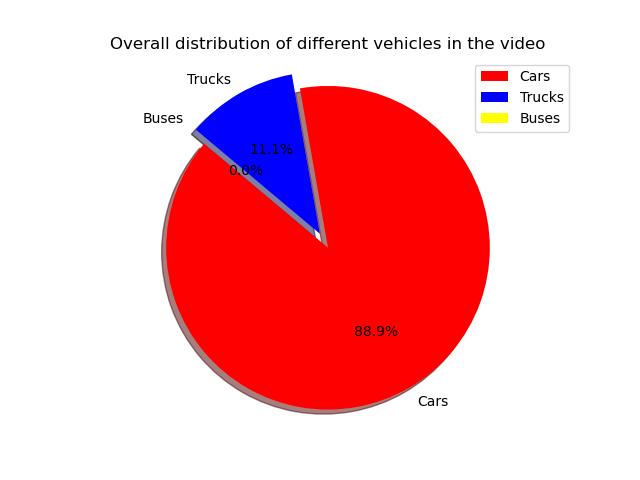 Overall distribution of different vehicles in the video
Cars
Trucks
Buses
Trucks
Buses
11.1%
0.0%
88.9%
Cars